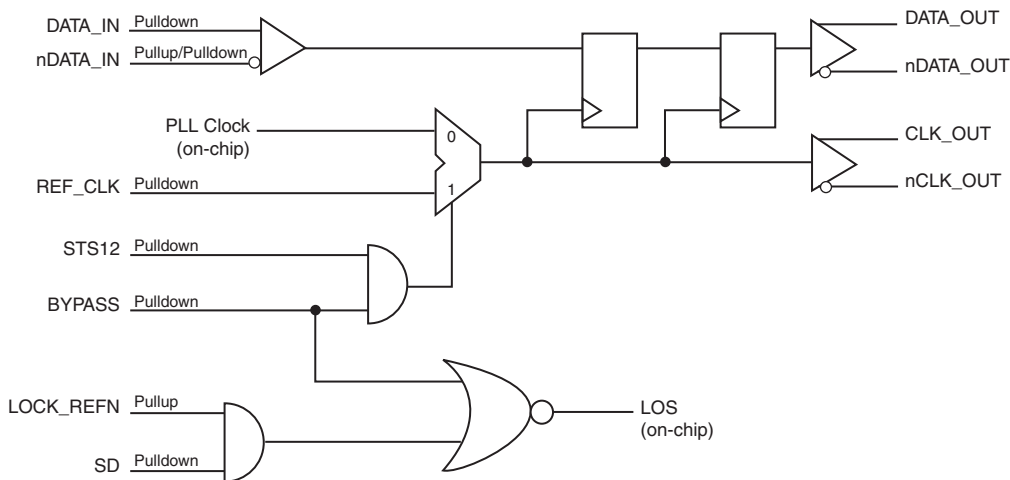 DATA_IN Pulldown
nDATA_IN Pullup/Pulldown
DATA_OUT
nDATA_OUT
PLL Clock
(on-chip)
0
REF_CLK Pulldown
1
CLK_OUT
nCLK_OUT
STS12 Pulldown
BYPASS Pulldown
LOCK_REFN Pullup
SD Pulldown
LOS
(on-chip)